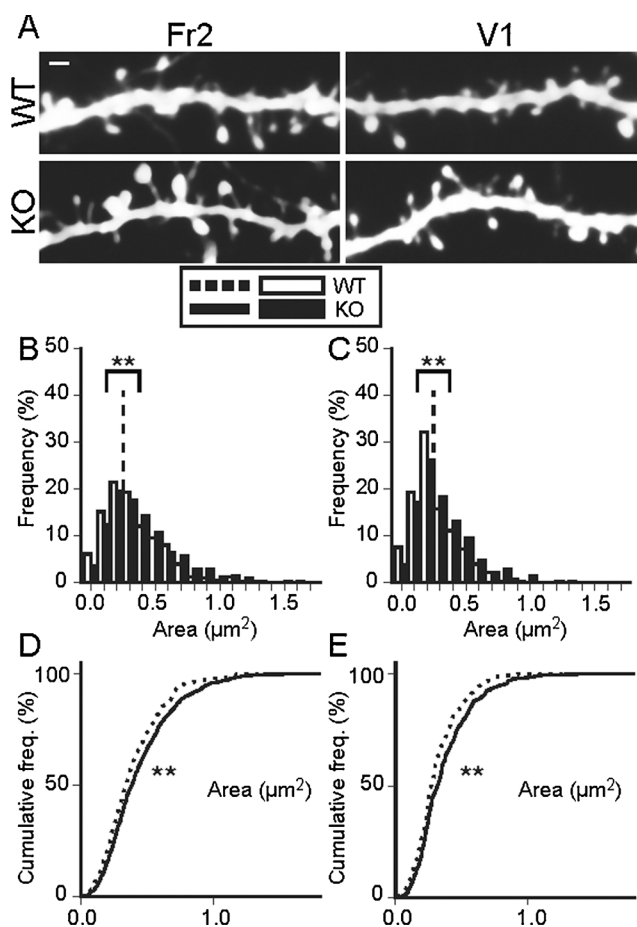 A Fr2 V1
WT
KO
WT
KO
B C
50 50
** **
40 40
30 30
20 20
10 10
0 0
Frequency (%) Frequency (%)
0.0 0.5 1.0 1.5 0.0 0.5 1.0 1.5
Area (µm²) Area (µm²)
D E
100 100
50 50
** Area (µm²) ** Area (µm²)
0 0
Cumulative freq. (%) Cumulative freq. (%)
0.0 1.0 0.0 1.0